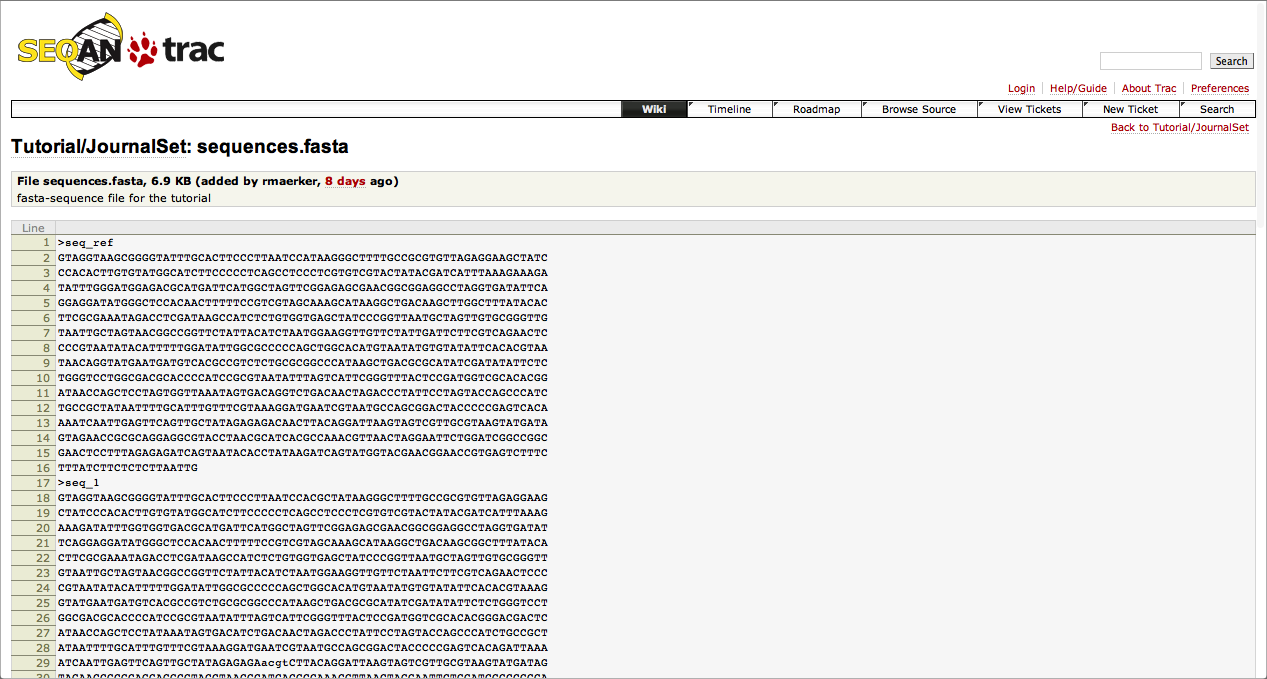 SEQAN trac
Search
Login Help/Guide About Trac Preferences
Wiki Timeline Roadmap Browse Source View Tickets New Ticket Search
Back to Tutorial/JournalSet
Tutorial/JournalSet: sequences.fasta
File sequences.fasta, 6.9 KB (added by rmaerker, 8 days ago)
fasta-sequence file for the tutorial
Line
1 >seq_ref
2 GTAGGTAAGCGGGGTATTTGCACTTCCCTTAATCCATAAGGGCTTTTGCCGCGTGTTAGAGGAAGCTATC
3 CCACACTTGTGTATGGCATCTTCCCCCTCAGCCTCCCTCGTGTCGTACTATACGATCATTTAAAGAAAGA
4 TATTTGGGATGGAGACGCATGATTCATGGCTAGTTCGGAGAGCGAACGGCGGAGGCCTAGGTGATATTCA
5 GGAGGATATGGGCTCCACAACTTTTTCCGTCGTAGCAAAGCATAAGGCTGACAAGCTTGGCTTTATACAC
6 TTCGCGAAATAGACCTCGATAAGCCATCTCTGTGGTGAGCTATCCCGGTTAATGCTAGTTGTGCGGGTTG
7 TAATTGCTAGTAACGGCCGGTTCTATTACATCTAATGGAAGGTTGTTCTATTGATTCTTCGTCAGAACTC
8 CCCGTAATATACATTTTTGGATATTGGCGCCCCCAGCTGGCACATGTAATATGTGTATATTCACACGTAA
9 TAACAGGTATGAATGATGTCACGCCGTCTCTGCGCGGCCCATAAGCTGACGCGCATATCGATATATTCTC
10 TGGGTCCTGGCGACGCACCCCATCCGCGTAATATTTAGTCATTCGGGTTTACTCCGATGGTCGCACACGG
11 ATAACCAGCTCCTAGTGGTTAAATAGTGACAGGTCTGACAACTAGACCCTATTCCTAGTACCAGCCCATC
12 TGCCGCTATAATTTTGCATTTGTTTCGTAAAGGATGAATCGTAATGCCAGCGGACTACCCCCGAGTCACA
13 AAATCAATTGAGTTCAGTTGCTATAGAGAGACAACTTACAGGATTAAGTAGTCGTTGCGTAAGTATGATA
14 GTAGAACCGCGCAGGAGGCGTACCTAACGCATCACGCCAAACGTTAACTAGGAATTCTGGATCGGCCGGC
15 GAACTCCTTTAGAGAGATCAGTAATACACCTATAAGATCAGTATGGTACGAACGGAACCGTGAGTCTTTC
16 TTTATCTTCTCTCTTAATTG
17 >seq_1
18 GTAGGTAAGCGGGGTATTTGCACTTCCCTTAATCCACGCTATAAGGGCTTTTGCCGCGTGTTAGAGGAAG
19 CTATCCCACACTTGTGTATGGCATCTTCCCCCTCAGCCTCCCTCGTGTCGTACTATACGATCATTTAAAG
20 AAAGATATTTGGTGGTGACGCATGATTCATGGCTAGTTCGGAGAGCGAACGGCGGAGGCCTAGGTGATAT
21 TCAGGAGGATATGGGCTCCACAACTTTTTCCGTCGTAGCAAAGCATAAGGCTGACAAGCGGCTTTATACA
22 CTTCGCGAAATAGACCTCGATAAGCCATCTCTGTGGTGAGCTATCCCGGTTAATGCTAGTTGTGCGGGTT
23 GTAATTGCTAGTAACGGCCGGTTCTATTACATCTAATGGAAGGTTGTTCTAATTCTTCGTCAGAACTCCC
24 CGTAATATACATTTTTGGATATTGGCGCCCCCAGCTGGCACATGTAATATGTGTATATTCACACGTAAAG
25 GTATGAATGATGTCACGCCGTCTGCGCGGCCCATAAGCTGACGCGCATATCGATATATTCTCTGGGTCCT
26 GGCGACGCACCCCATCCGCGTAATATTTAGTCATTCGGGTTTACTCCGATGGTCGCACACGGGACGACTC
27 ATAACCAGCTCCTATAAATAGTGACATCTGACAACTAGACCCTATTCCTAGTACCAGCCCATCTGCCGCT
28 ATAATTTTGCATTTGTTTCGTAAAGGATGAATCGTAATGCCAGCGGACTACCCCCGAGTCACAGATTAAA
29 ATCAATTGAGTTCAGTTGCTATAGAGAGAacgtCTTACAGGATTAAGTAGTCGTTGCGTAAGTATGATAG
30